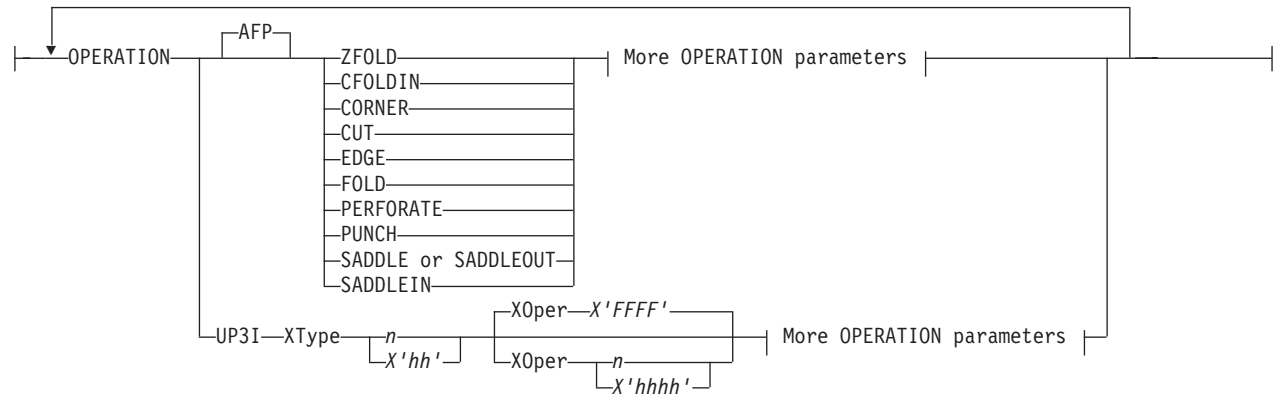 AFP
OPERATION ZFOLD More OPERATION parameters
CFOLDIN
CORNER
CUT
EDGE
FOLD
PERFORATE
PUNCH
SADDLE or SADDLEOUT
SADDLEIN
XOper X'FFFF'
UP3I XType n More OPERATION parameters
X'hh' XOper n
X'hhhh'